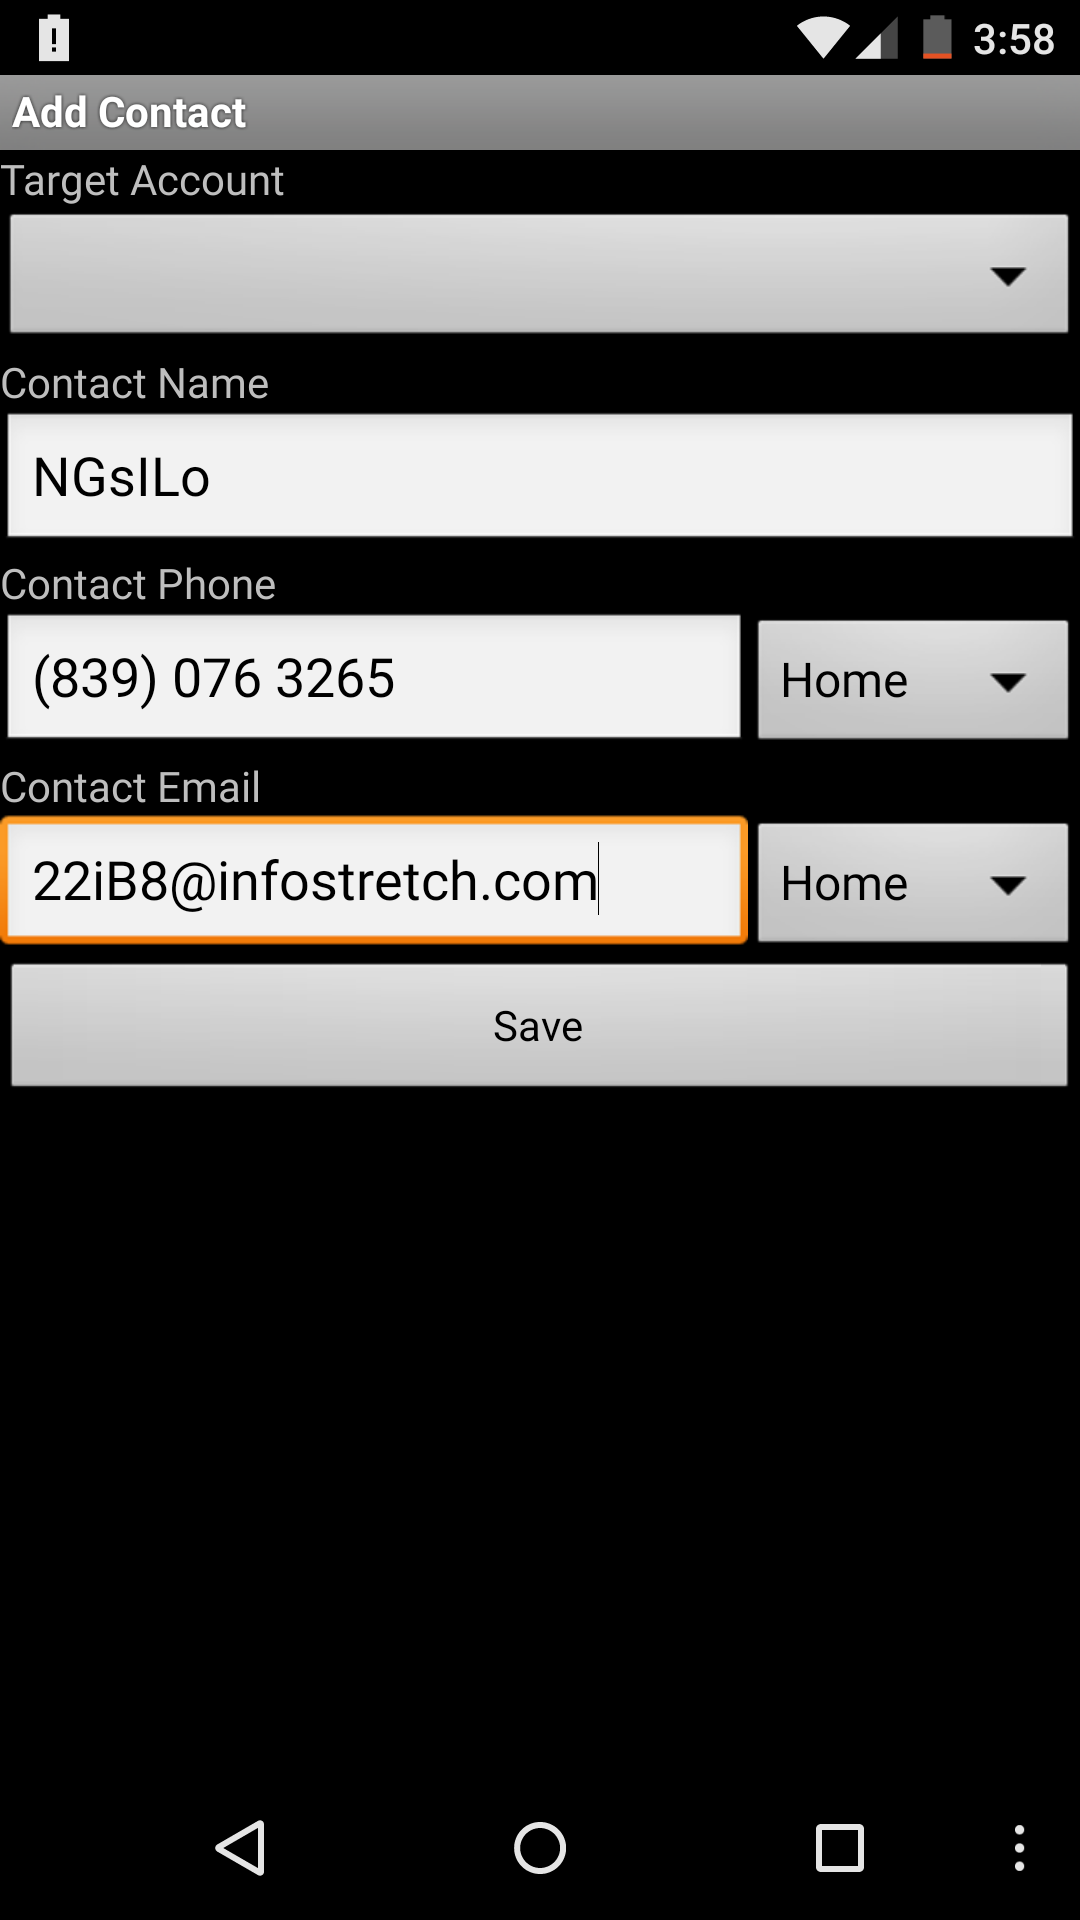 3:58
Add Contact
Target Account
Contact Name
NGsILo
Contact Phone
(839) 076 3265
Home
Contact Email
22iB8@infostretch.com
Home
Save